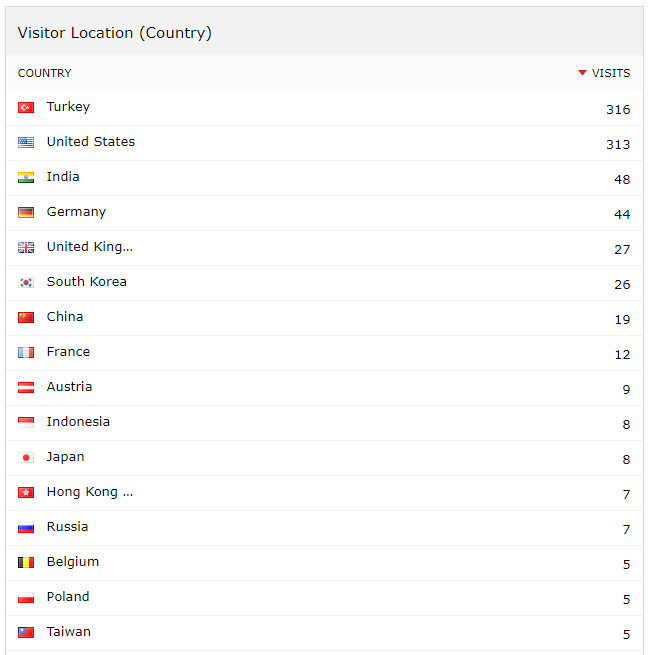 Visitor Location (Country)
COUNTRY VISITS
Turkey 316
United States 313
India 48
Germany 44
United King... 27
South Korea 26
China 19
France 12
Austria 9
Indonesia 8
Japan 8
Hong Kong ... 7
Russia 7
Belgium 5
Poland 5
Taiwan 5